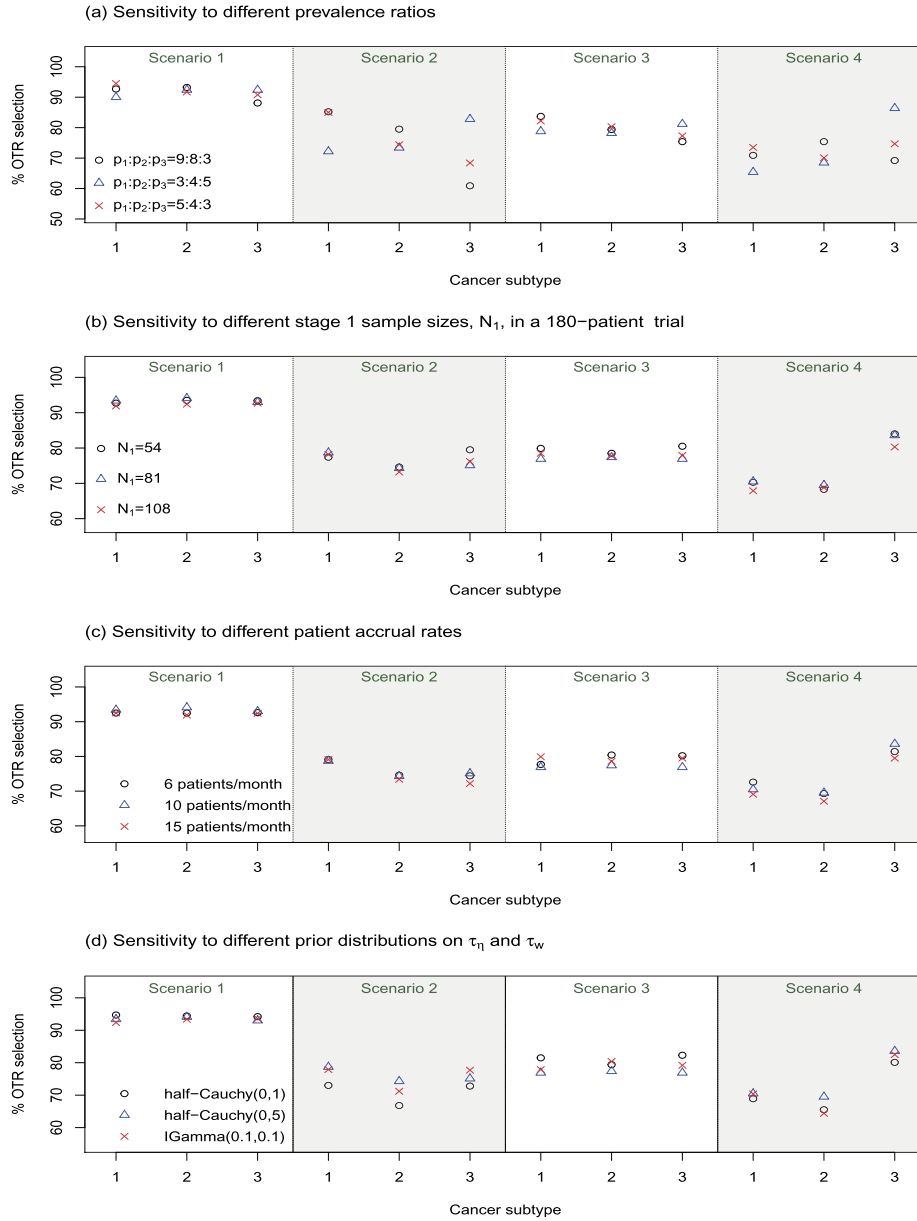 (a) Sensitivity to different prevalence ratios
Scenario 1 Scenario 2 Scenario 3 Scenario 4
% OTR selection
100
90
80
70
60
50
p₁:p₂:p₃=9:8:3
p₁:p₂:p₃=3:4:5
p₁:p₂:p₃=5:4:3
1 2 3 1 2 3 1 2 3 1 2 3
Cancer subtype
(b) Sensitivity to different stage 1 sample sizes, N₁, in a 180−patient trial
Scenario 1 Scenario 2 Scenario 3 Scenario 4
% OTR selection
100
90
80
70
60
N₁=54
N₁=81
N₁=108
1 2 3 1 2 3 1 2 3 1 2 3
Cancer subtype
(c) Sensitivity to different patient accrual rates
Scenario 1 Scenario 2 Scenario 3 Scenario 4
% OTR selection
100
90
80
70
60
6 patients/month
10 patients/month
15 patients/month
1 2 3 1 2 3 1 2 3 1 2 3
Cancer subtype
(d) Sensitivity to different prior distributions on τ_η and τ_w
Scenario 1 Scenario 2 Scenario 3 Scenario 4
% OTR selection
100
90
80
70
60
half−Cauchy(0,1)
half−Cauchy(0,5)
IGamma(0.1,0.1)
1 2 3 1 2 3 1 2 3 1 2 3
Cancer subtype